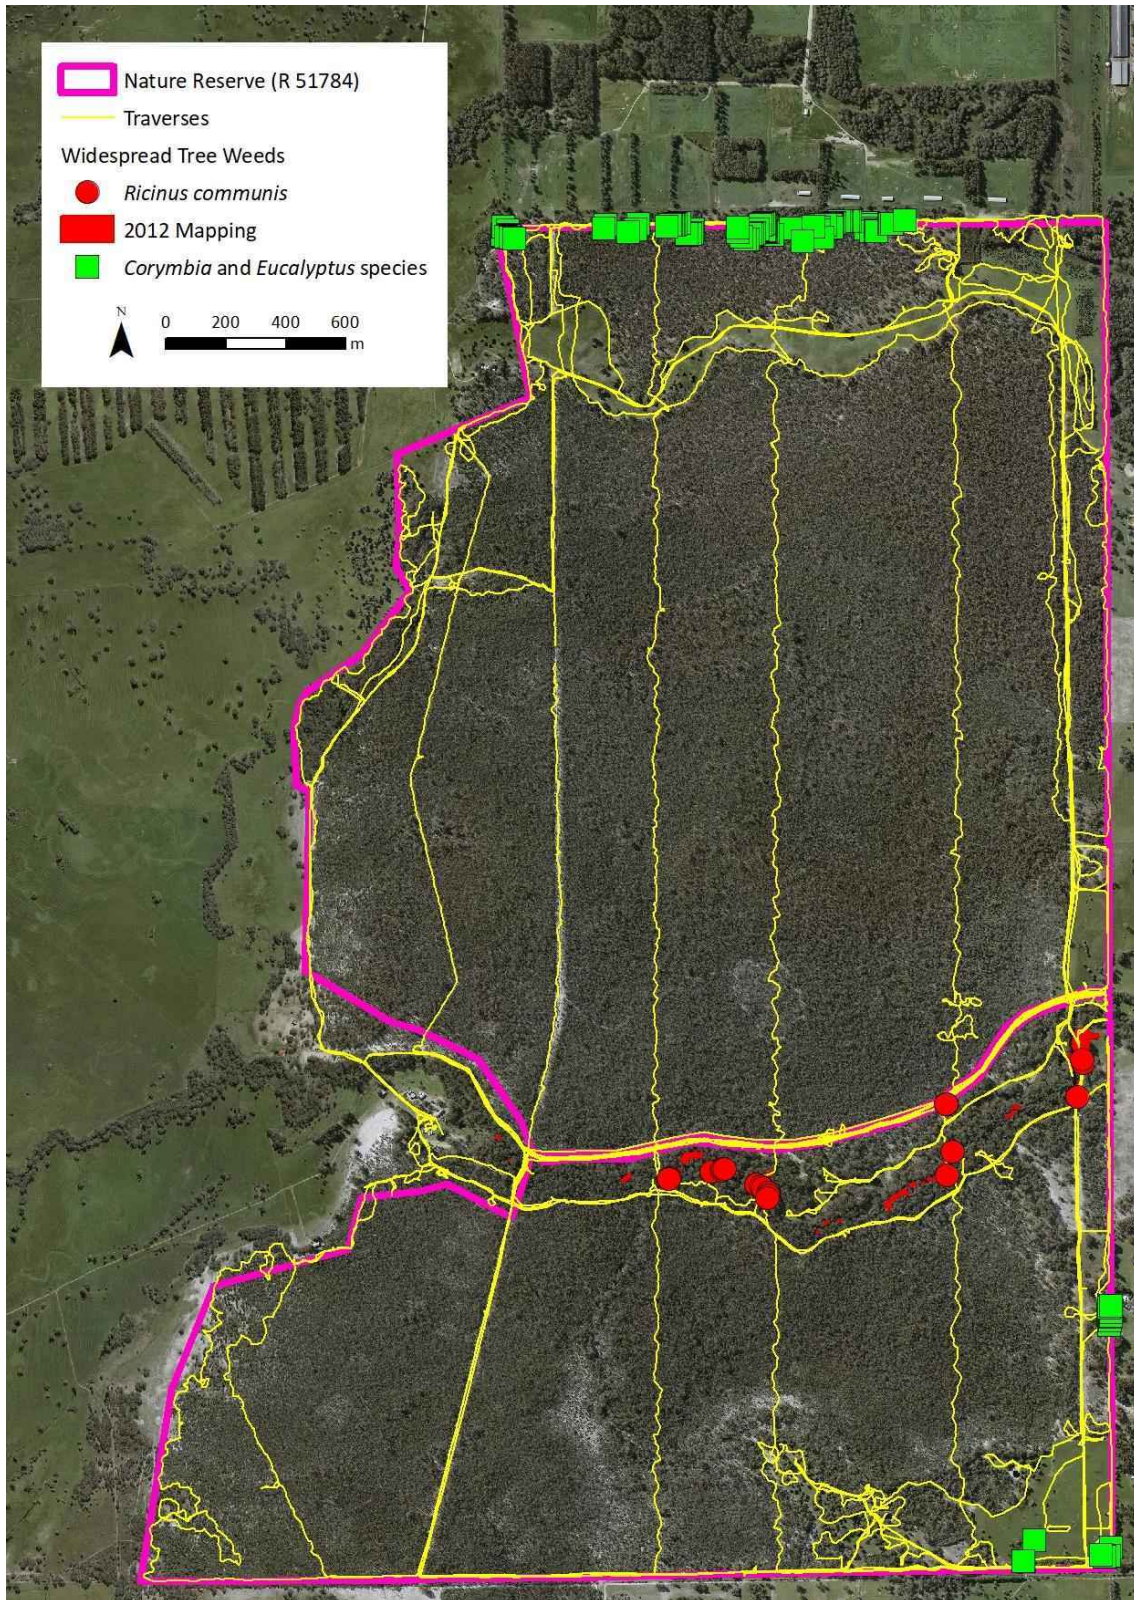 Nature Reserve (R 51784)
Traverses
Widespread Tree Weeds
Ricinus communis
2012 Mapping
Corymbia and Eucalyptus species
N
0 200 400 600
m